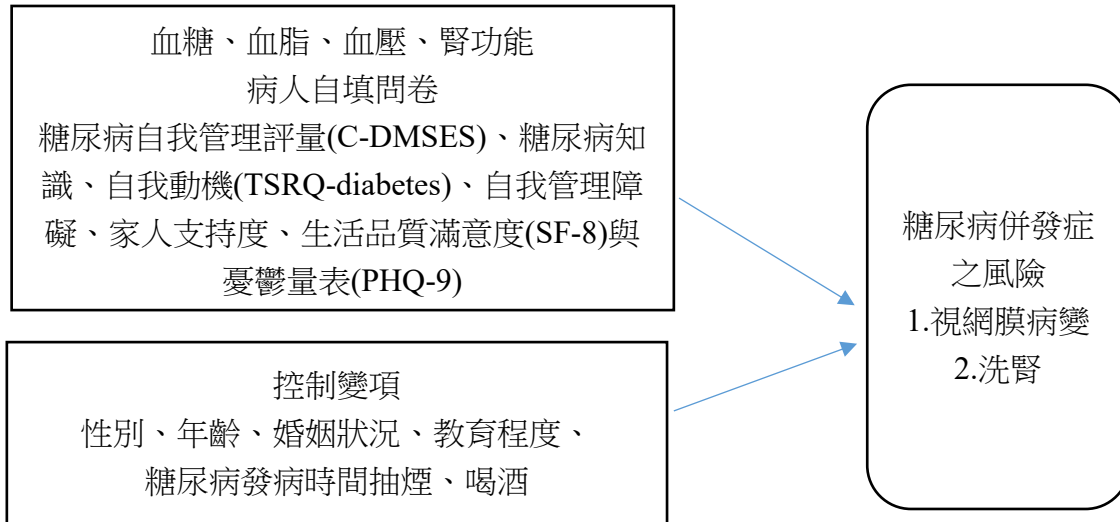 血糖、血脂、血壓、腎功能
病人自填問卷
糖尿病自我管理評量(C-DMSES)、糖尿病知
識、自我動機(TSRQ-diabetes)、自我管理障
礙、家人支持度、生活品質滿意度(SF-8)與
憂鬱量表(PHQ-9)
控制變項
性別、年齡、婚姻狀況、教育程度、
糖尿病發病時間抽煙、喝酒
糖尿病併發症
之風險
1.視網膜病變
2.洗腎